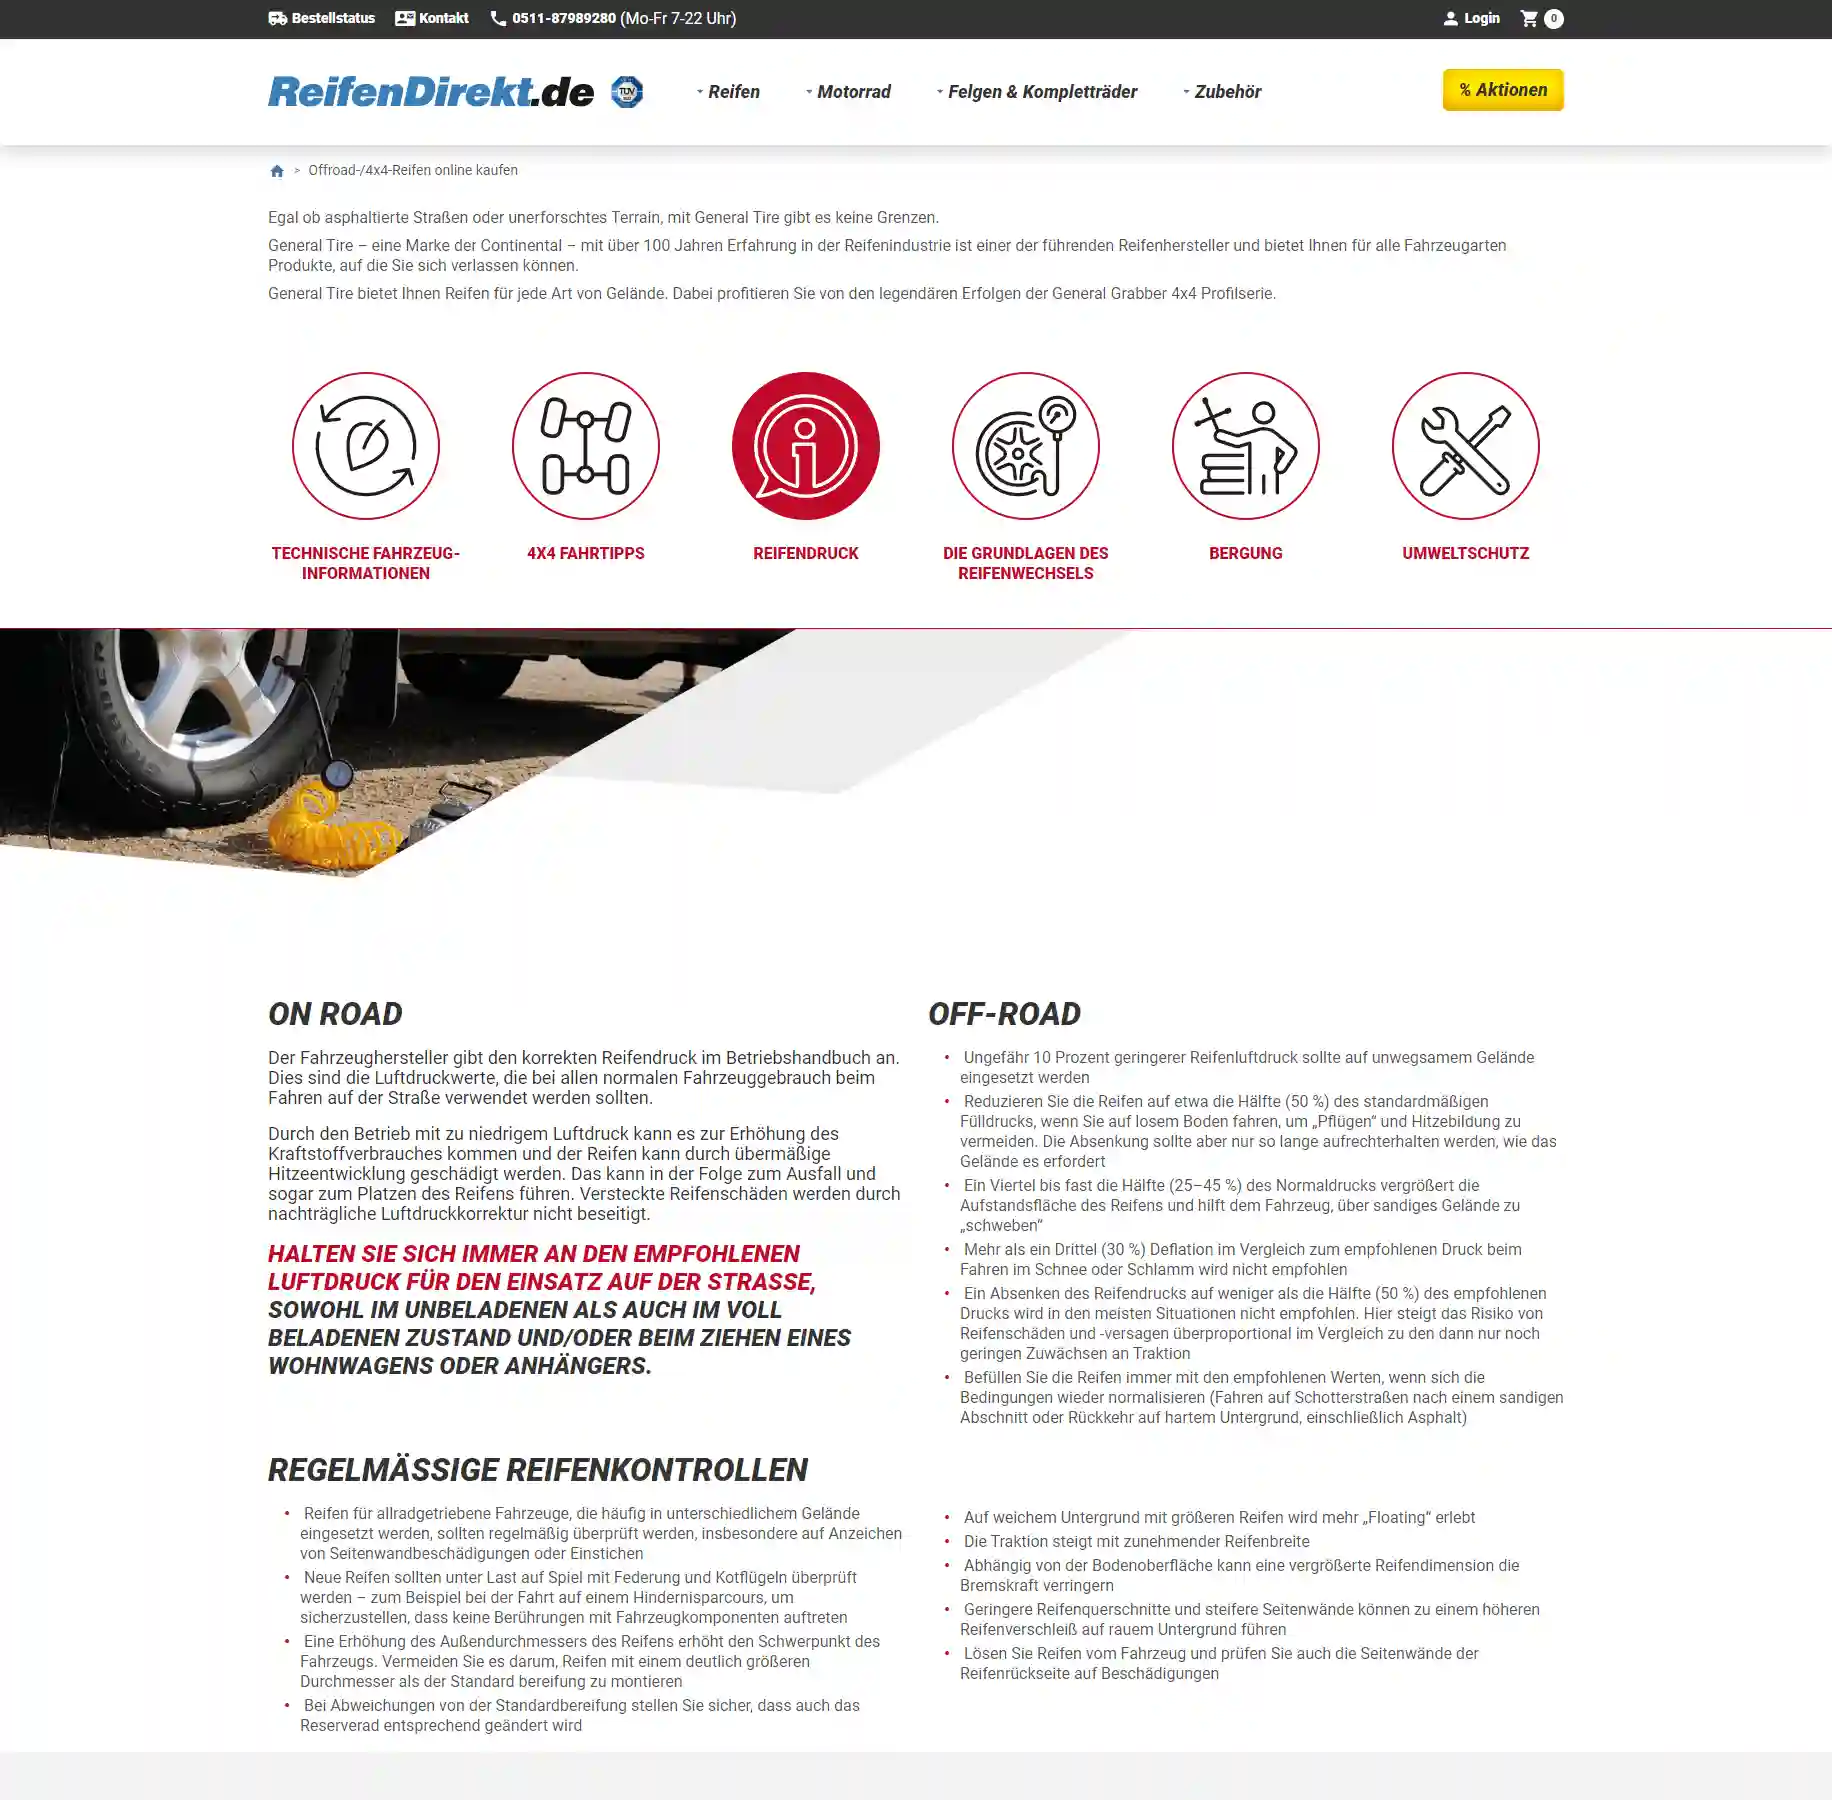 Bestellstatus Kontakt 0511-87989280 (Mo-Fr 7-22 Uhr) Login 0
ReifenDirekt.de TÜV Reifen Motorrad Felgen & Kompletträder Zubehör % Aktionen
> Offroad-/4x4-Reifen online kaufen
Egal ob asphaltierte Straßen oder unerforschtes Terrain, mit General Tire gibt es keine Grenzen.
General Tire – eine Marke der Continental – mit über 100 Jahren Erfahrung in der Reifenindustrie ist einer der führenden Reifenhersteller und bietet Ihnen für alle Fahrzeugarten
Produkte, auf die Sie sich verlassen können.
General Tire bietet Ihnen Reifen für jede Art von Gelände. Dabei profitieren Sie von den legendären Erfolgen der General Grabber 4x4 Profilserie.
TECHNISCHE FAHRZEUG-
INFORMATIONEN
4X4 FAHRTIPPS
REIFENDRUCK
DIE GRUNDLAGEN DES
REIFENWECHSELS
BERGUNG
UMWELTSCHUTZ
GRABBER
ON ROAD
Der Fahrzeughersteller gibt den korrekten Reifendruck im Betriebshandbuch an.
Dies sind die Luftdruckwerte, die bei allen normalen Fahrzeuggebrauch beim
Fahren auf der Straße verwendet werden sollten.
Durch den Betrieb mit zu niedrigem Luftdruck kann es zur Erhöhung des
Kraftstoffverbrauches kommen und der Reifen kann durch übermäßige
Hitzeentwicklung geschädigt werden. Das kann in der Folge zum Ausfall und
sogar zum Platzen des Reifens führen. Versteckte Reifenschäden werden durch
nachträgliche Luftdruckkorrektur nicht beseitigt.
HALTEN SIE SICH IMMER AN DEN EMPFOHLENEN
LUFTDRUCK FÜR DEN EINSATZ AUF DER STRASSE,
SOWOHL IM UNBELADENEN ALS AUCH IM VOLL
BELADENEN ZUSTAND UND/ODER BEIM ZIEHEN EINES
WOHNWAGENS ODER ANHÄNGERS.
OFF-ROAD
• Ungefähr 10 Prozent geringerer Reifenluftdruck sollte auf unwegsamem Gelände
eingesetzt werden
• Reduzieren Sie die Reifen auf etwa die Hälfte (50 %) des standardmäßigen
Fülldrucks, wenn Sie auf losem Boden fahren, um „Pflügen“ und Hitzebildung zu
vermeiden. Die Absenkung sollte aber nur so lange aufrechterhalten werden, wie das
Gelände es erfordert
• Ein Viertel bis fast die Hälfte (25–45 %) des Normaldrucks vergrößert die
Aufstandsfläche des Reifens und hilft dem Fahrzeug, über sandiges Gelände zu
„schweben“
• Mehr als ein Drittel (30 %) Deflation im Vergleich zum empfohlenen Druck beim
Fahren im Schnee oder Schlamm wird nicht empfohlen
• Ein Absenken des Reifendrucks auf weniger als die Hälfte (50 %) des empfohlenen
Drucks wird in den meisten Situationen nicht empfohlen. Hier steigt das Risiko von
Reifenschäden und -versagen überproportional im Vergleich zu den dann nur noch
geringen Zuwächsen an Traktion
• Befüllen Sie die Reifen immer mit den empfohlenen Werten, wenn sich die
Bedingungen wieder normalisieren (Fahren auf Schotterstraßen nach einem sandigen
Abschnitt oder Rückkehr auf hartem Untergrund, einschließlich Asphalt)
REGELMÄSSIGE REIFENKONTROLLEN
• Reifen für allradgetriebene Fahrzeuge, die häufig in unterschiedlichem Gelände
eingesetzt werden, sollten regelmäßig überprüft werden, insbesondere auf Anzeichen
von Seitenwandbeschädigungen oder Einstichen
• Neue Reifen sollten unter Last auf Spiel mit Federung und Kotflügeln überprüft
werden – zum Beispiel bei der Fahrt auf einem Hindernisparcours, um
sicherzustellen, dass keine Berührungen mit Fahrzeugkomponenten auftreten
• Eine Erhöhung des Außendurchmessers des Reifens erhöht den Schwerpunkt des
Fahrzeugs. Vermeiden Sie es darum, Reifen mit einem deutlich größeren
Durchmesser als der Standard bereifung zu montieren
• Bei Abweichungen von der Standardbereifung stellen Sie sicher, dass auch das
Reserverad entsprechend geändert wird
• Auf weichem Untergrund mit größeren Reifen wird mehr „Floating“ erlebt
• Die Traktion steigt mit zunehmender Reifenbreite
• Abhängig von der Bodenoberfläche kann eine vergrößerte Reifendimension die
Bremskraft verringern
• Geringere Reifenquerschnitte und steifere Seitenwände können zu einem höheren
Reifenverschleiß auf rauem Untergrund führen
• Lösen Sie Reifen vom Fahrzeug und prüfen Sie auch die Seitenwände der
Reifenrückseite auf Beschädigungen